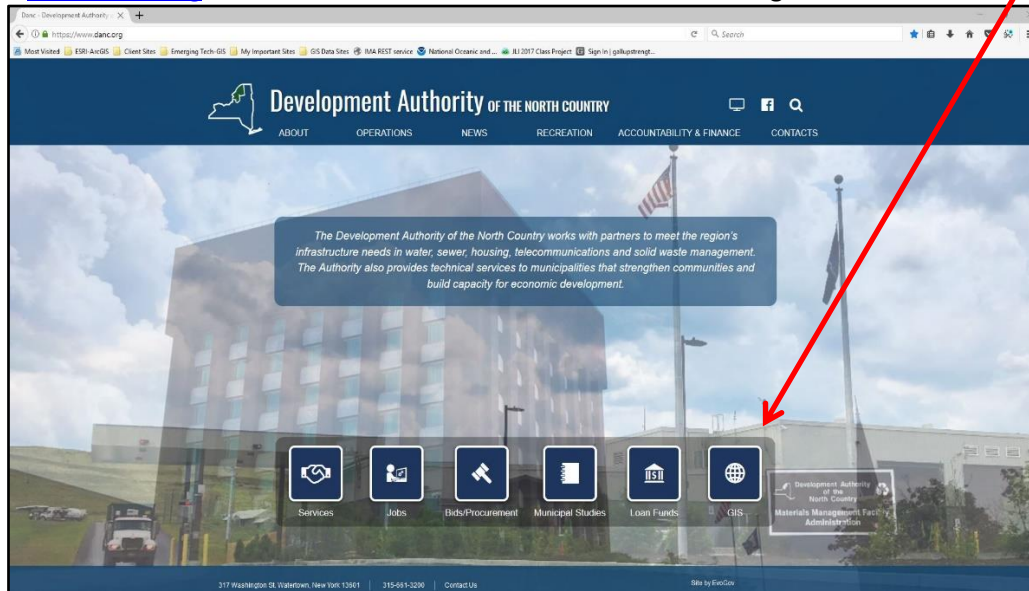 Danc - Development Authority
https://www.danc.org
Search
Most Visited ESRI-ArcGIS Client Sites Emerging Tech-GIS My Important Sites GIS Data Sites IMA REST service National Oceanic and ... JLI 2017 Class Project Sign In | gallupstrengt...
Development Authority OF THE NORTH COUNTRY
ABOUT OPERATIONS NEWS RECREATION ACCOUNTABILITY & FINANCE CONTACTS
The Development Authority of the North Country works with partners to meet the region's
infrastructure needs in water, sewer, housing, telecommunications and solid waste management.
The Authority also provides technical services to municipalities that strengthen communities and
build capacity for economic development.
Services Jobs Bids/Procurement Municipal Studies Loan Funds GIS
Development Authority
of the
North Country
Materials Management Facility
Administration
317 Washington St, Watertown, New York 13601 | 315-661-3200 | Contact Us
Site by EvoGov